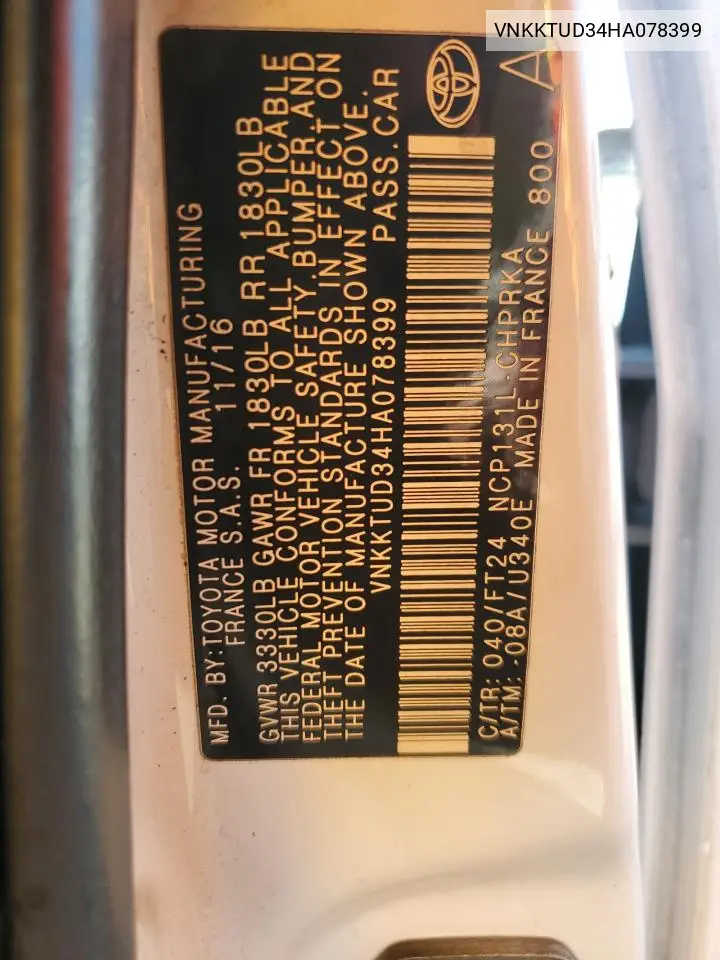 VNKKTUD34HA078399
MFD. BY:TOYOTA MOTOR MANUFACTURING
FRANCE S.A.S. 11/16
GVWR 3330LB GAWR FR 1830LB RR 1830LB
THIS VEHICLE CONFORMS TO ALL APPLICABLE
FEDERAL MOTOR VEHICLE SAFETY,BUMPER,AND
THEFT PREVENTION STANDARDS IN EFFECT ON
THE DATE OF MANUFACTURE SHOWN ABOVE.
VNKKTUD34HA078399 PASS.CAR
C/TR: 040/FT24 NCP131L-CHPRKA
A/TM: -08A/U340E MADE IN FRANCE 800